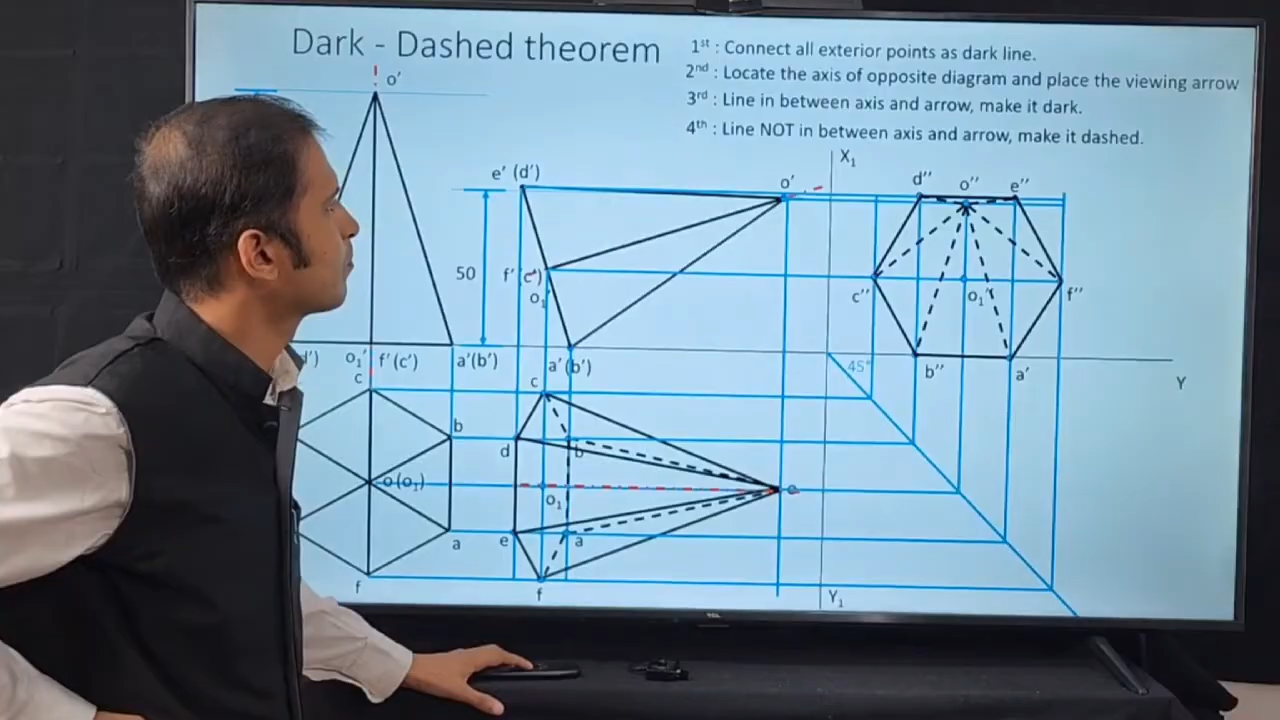 Dark - Dashed theorem
1st : Connect all exterior points as dark line.
2nd : Locate the axis of opposite diagram and place the viewing arrow
3rd : Line in between axis and arrow, make it dark.
4th : Line NOT in between axis and arrow, make it dashed.
o'
X1
e' (d')
o'
d''
o''
e''
50
f' (c')
o1
c''
o1''
f''
d')
o1'
f' (c')
a'(b')
a' (b')
45°
b''
a'
Y
c
c
b
d
b
o(o1)
o
o1
a
e
a
f
f
Y1
TCL